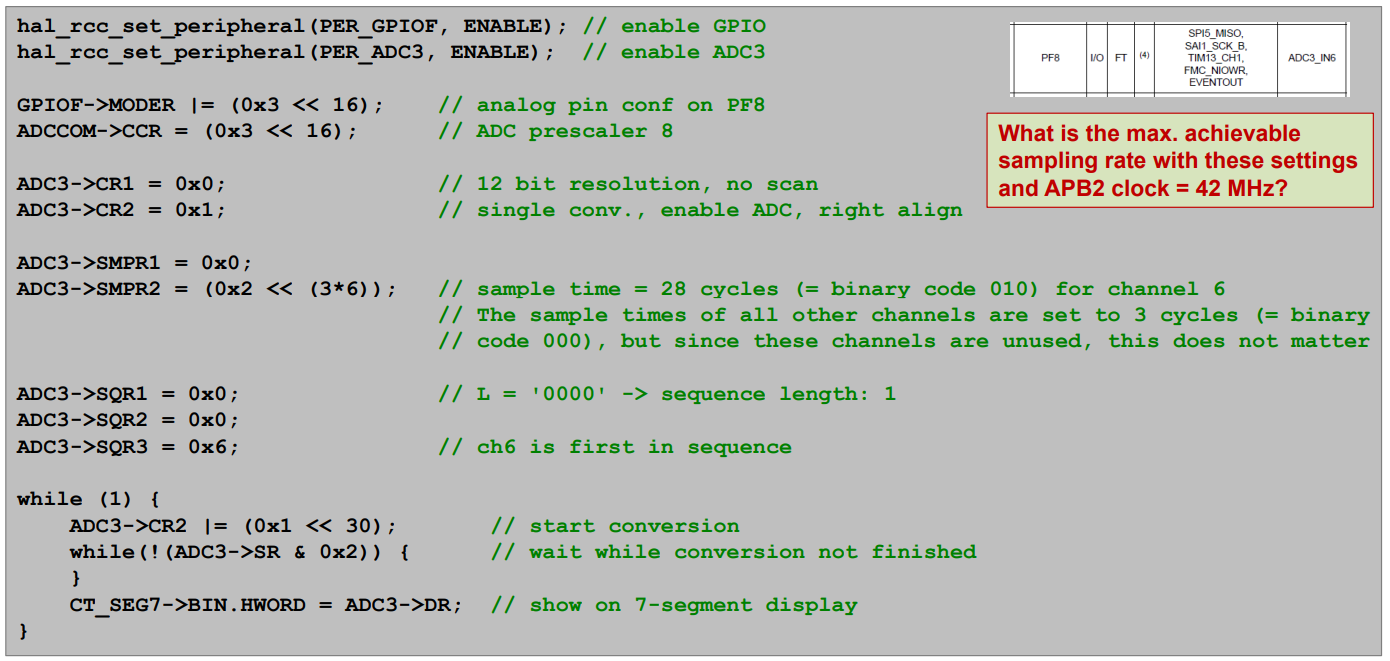 hal_rcc_set_peripheral(PER_GPIOF, ENABLE); // enable GPIO
hal_rcc_set_peripheral(PER_ADC3, ENABLE);  // enable ADC3
PF8 I/O FT (4) SPI5_MISO,
SAI1_SCK_B,
TIM13_CH1,
FMC_NIOWR,
EVENTOUT
ADC3_IN6
GPIOF->MODER |= (0x3 << 16);    // analog pin conf on PF8
ADCCOM->CCR = (0x3 << 16);      // ADC prescaler 8
What is the max. achievable
sampling rate with these settings
and APB2 clock = 42 MHz?
ADC3->CR1 = 0x0;                // 12 bit resolution, no scan
ADC3->CR2 = 0x1;                // single conv., enable ADC, right align
ADC3->SMPR1 = 0x0;
ADC3->SMPR2 = (0x2 << (3*6));   // sample time = 28 cycles (= binary code 010) for channel 6
// The sample times of all other channels are set to 3 cycles (= binary
// code 000), but since these channels are unused, this does not matter
ADC3->SQR1 = 0x0;               // L = '0000' -> sequence length: 1
ADC3->SQR2 = 0x0;
ADC3->SQR3 = 0x6;               // ch6 is first in sequence
while (1) {
    ADC3->CR2 |= (0x1 << 30);       // start conversion
    while(!(ADC3->SR & 0x2)) {      // wait while conversion not finished
    }
    CT_SEG7->BIN.HWORD = ADC3->DR;  // show on 7-segment display
}